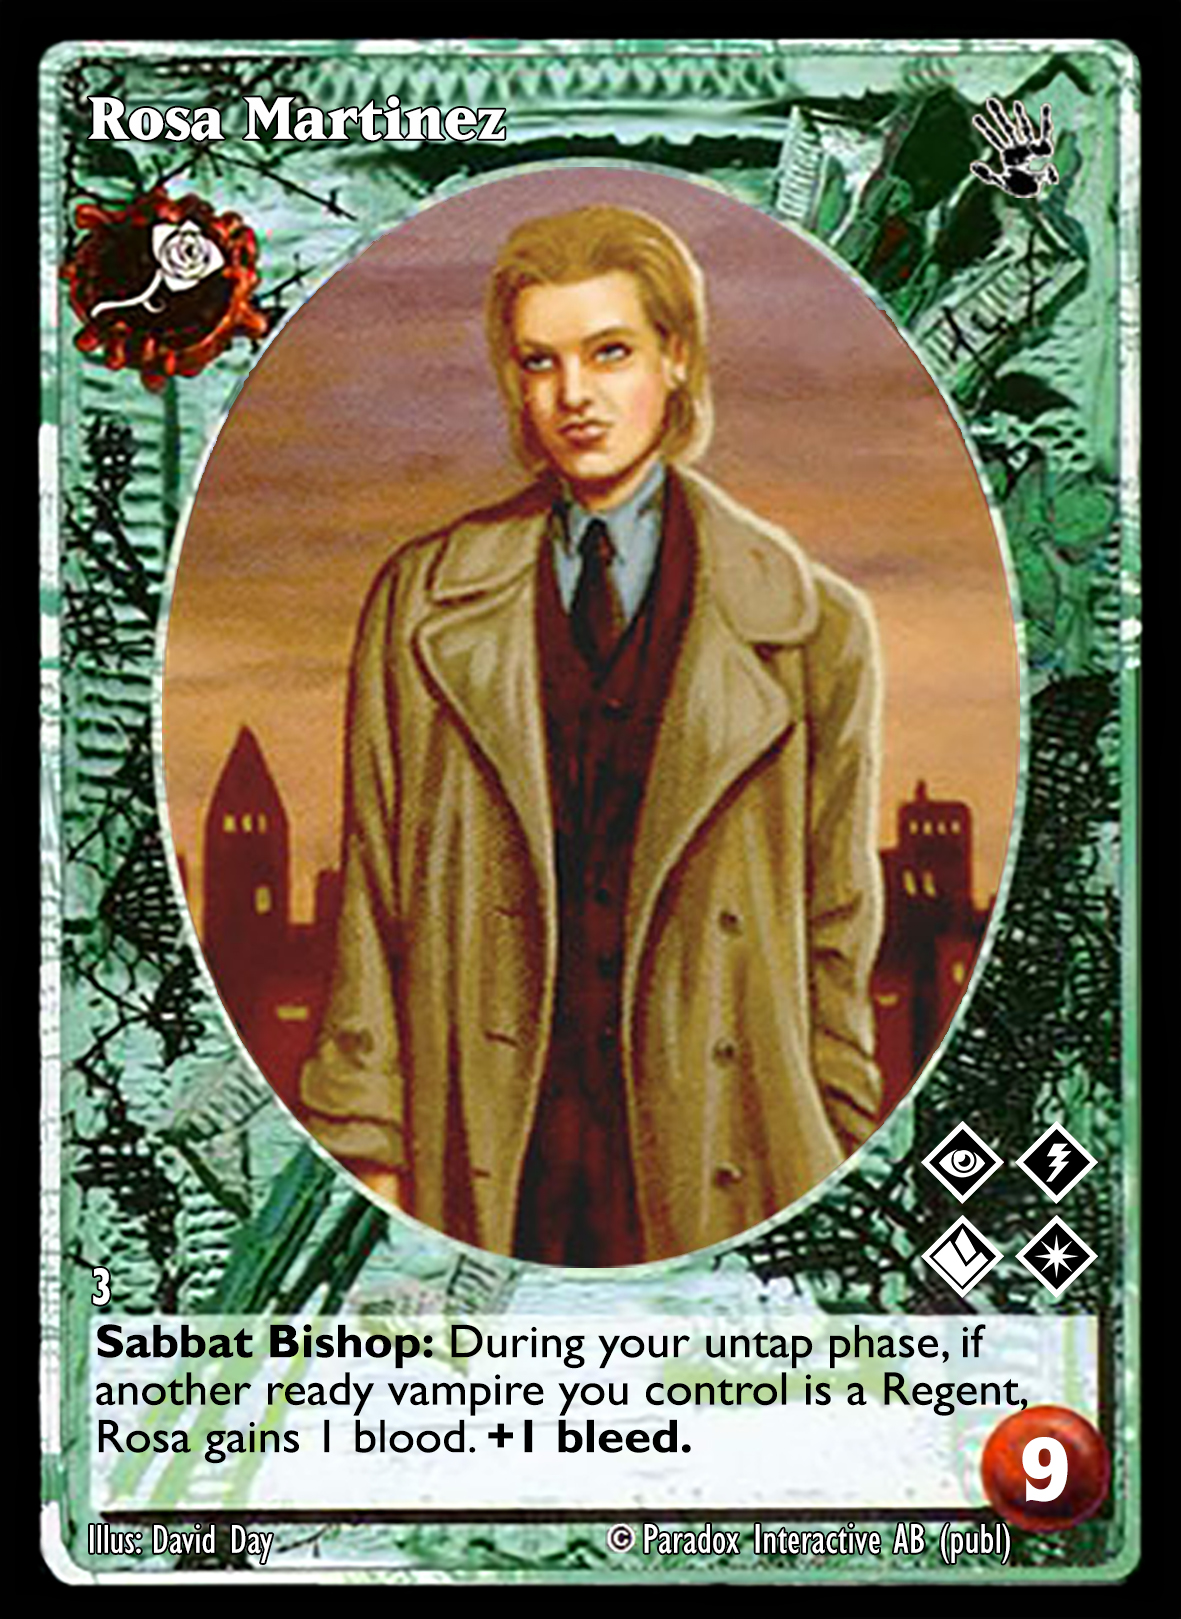 Rosa Martinez
3
Sabbat Bishop: During your untap phase, if
another ready vampire you control is a Regent,
Rosa gains 1 blood. +1 bleed.
9
Illus: David Day
© Paradox Interactive AB (publ)